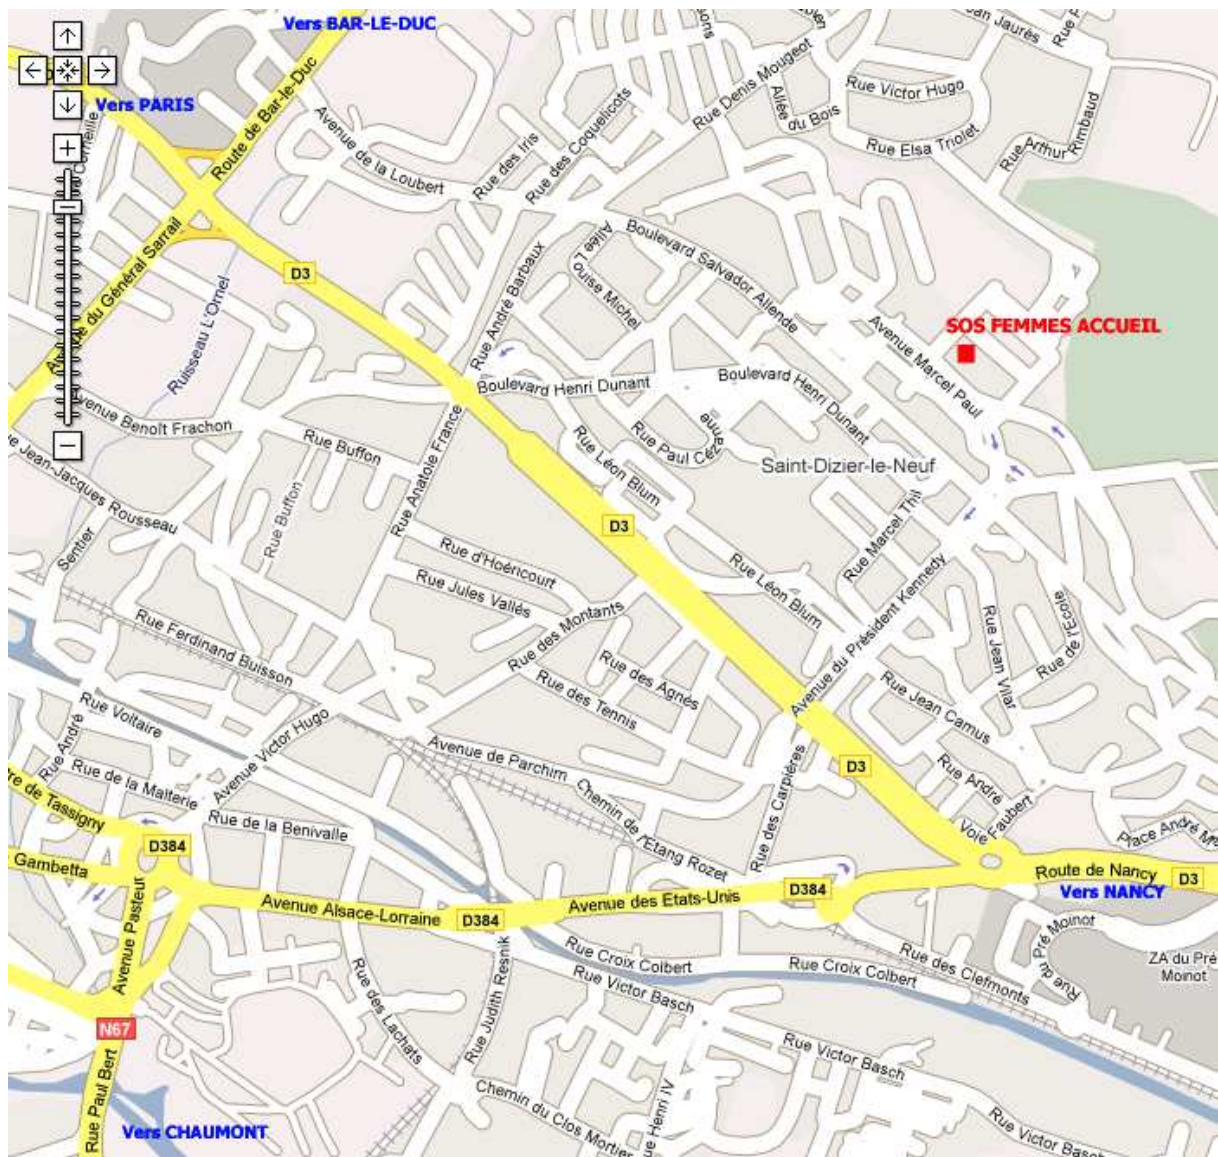 Vers BAR-LE-DUC
Jaurès
Vers PARIS
Route de Bar-le-Duc
Avenue de la Loubert
Rue des Iris
Rue des Coquelicots
Rue Denis Mougeot
Allée du Bois
Rue Victor Hugo
Rue Elsa Triolet
Rue Arthur Rimbaud
Avenue du Général Sarrail
Ruisseau L'Ornel
D3
Rue André Barbaux
Allée Louise Michel
Boulevard Salvador Allende
Avenue Marcel Paul
SOS FEMMES ACCUEIL
Boulevard Henri Dunant
Boulevard Henri Dunant
Avenue Benoît Frachon
Rue Buffon
Rue Buffon
Rue Anatole France
Rue Léon Blum
Rue Paul Cézanne
Saint-Dizier-le-Neuf
Jean-Jacques Rousseau
Sentier
D3
Rue d'Hoéricourt
Rue Jules Vallés
Rue des Montants
Rue Léon Blum
Rue Marcel Thil
Avenue du Président Kennedy
Rue Jean Vilar
Rue de l'Ecole
Rue Ferdinand Buisson
Rue des Agnés
Rue des Tennis
Rue Jean Camus
Rue Voltaire
Rue André
Avenue Victor Hugo
Rue de la Malterie
Avenue de Parchim
Chemin de l'Etang Rozet
Rue des Carpières
D3
Rue André
Voie Faubert
Place André
re de Tassigny
Rue de la Benivalle
D384
Gambetta
Avenue Pasteur
Avenue Alsace-Lorraine
D384
Avenue des Etats-Unis
D384
Route de Nancy
D3
Vers NANCY
Rue Croix Colbert
Rue Croix Colbert
Rue des Clefmonts
Rue du Pré Moinot
ZA du Pré
Moinot
Rue Victor Basch
Rue des Lachats
Rue Judith Resnik
N67
Rue Paul Bert
Rue Victor Basch
Chemin du Clos Mortier
Rue Henri IV
Rue Victor Basch
Vers CHAUMONT